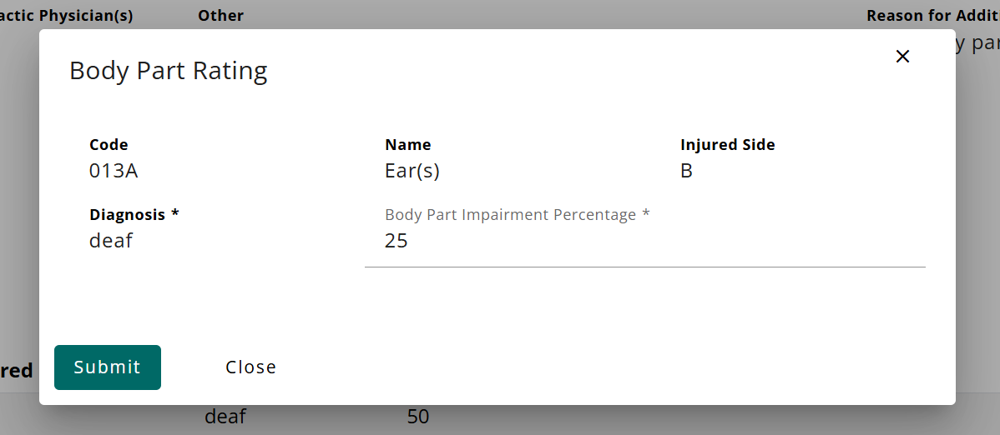 actic Physician(s) Other Reason for Additi
y par
Body Part Rating
Code Name Injured Side
013A Ear(s) B
Diagnosis * Body Part Impairment Percentage *
deaf 25
Submit Close
red
deaf 50